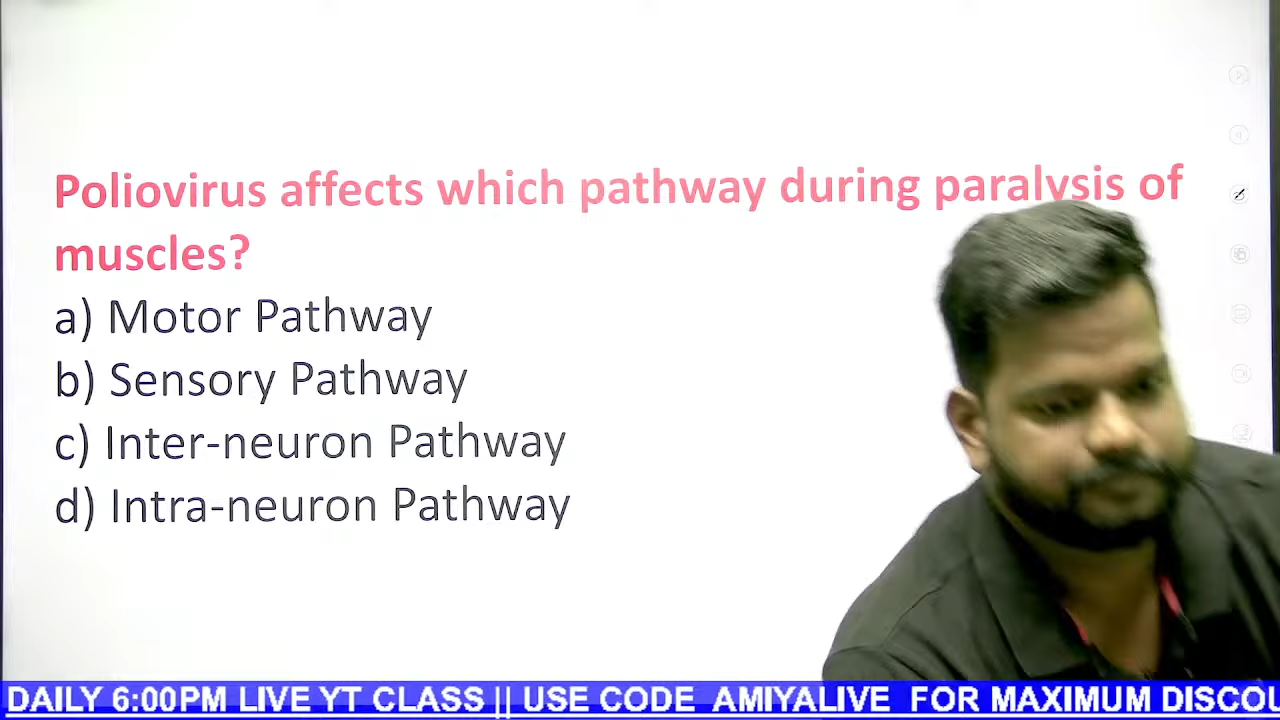 Poliovirus affects which pathway during paralysis of
muscles?
a) Motor Pathway
b) Sensory Pathway
c) Inter-neuron Pathway
d) Intra-neuron Pathway
DAILY 6:00PM LIVE YT CLASS || USE CODE AMIYALIVE FOR MAXIMUM DISCOU